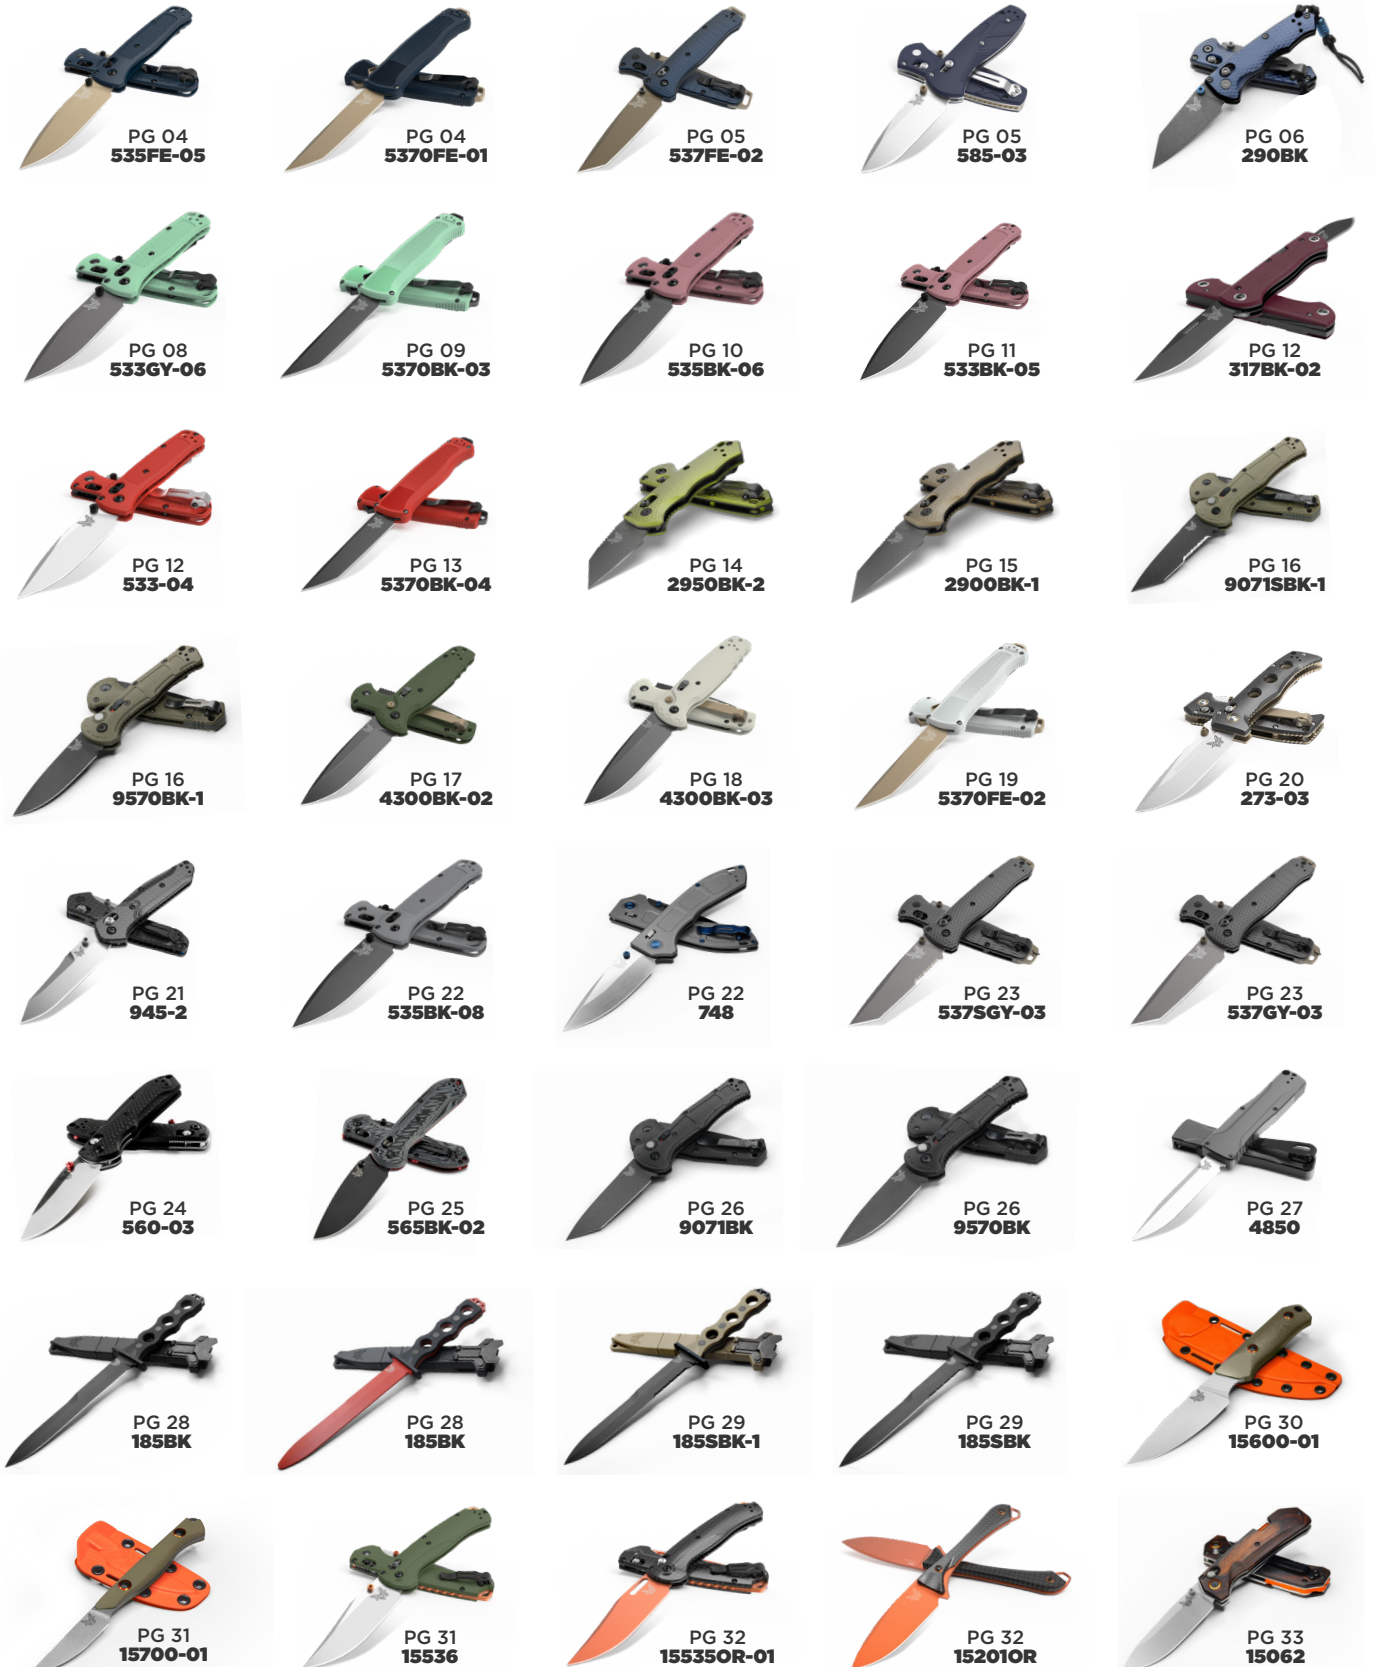 PG 04
535FE-05
PG 04
5370FE-01
PG 05
537FE-02
PG 05
585-03
PG 06
290BK
PG 08
533GY-06
PG 09
5370BK-03
PG 10
535BK-06
PG 11
533BK-05
PG 12
317BK-02
PG 12
533-04
PG 13
5370BK-04
PG 14
2950BK-2
PG 15
2900BK-1
PG 16
9071SBK-1
PG 16
9570BK-1
PG 17
4300BK-02
PG 18
4300BK-03
PG 19
5370FE-02
PG 20
273-03
PG 21
945-2
PG 22
535BK-08
PG 22
748
PG 23
537SGY-03
PG 23
537GY-03
PG 24
560-03
PG 25
565BK-02
PG 26
9071BK
PG 26
9570BK
PG 27
4850
PG 28
185BK
PG 28
185BK
PG 29
185SBK-1
PG 29
185SBK
PG 30
15600-01
PG 31
15700-01
PG 31
15536
PG 32
15535OR-01
PG 32
15201OR
PG 33
15062